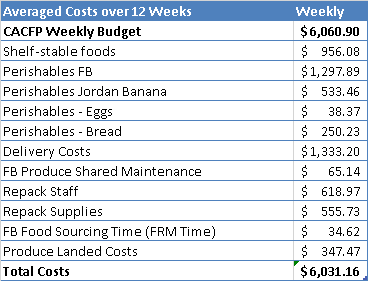 Averaged Costs over 12 Weeks Weekly
CACFP Weekly Budget $6,060.90
Shelf-stable foods $ 956.08
Perishables FB $1,297.89
Perishables Jordan Banana $ 533.46
Perishables - Eggs $ 38.37
Perishables - Bread $ 250.23
Delivery Costs $1,333.20
FB Produce Shared Maintenance $ 65.14
Repack Staff $ 618.97
Repack Supplies $ 555.73
FB Food Sourcing Time (FRM Time) $ 34.62
Produce Landed Costs $ 347.47
Total Costs $6,031.16